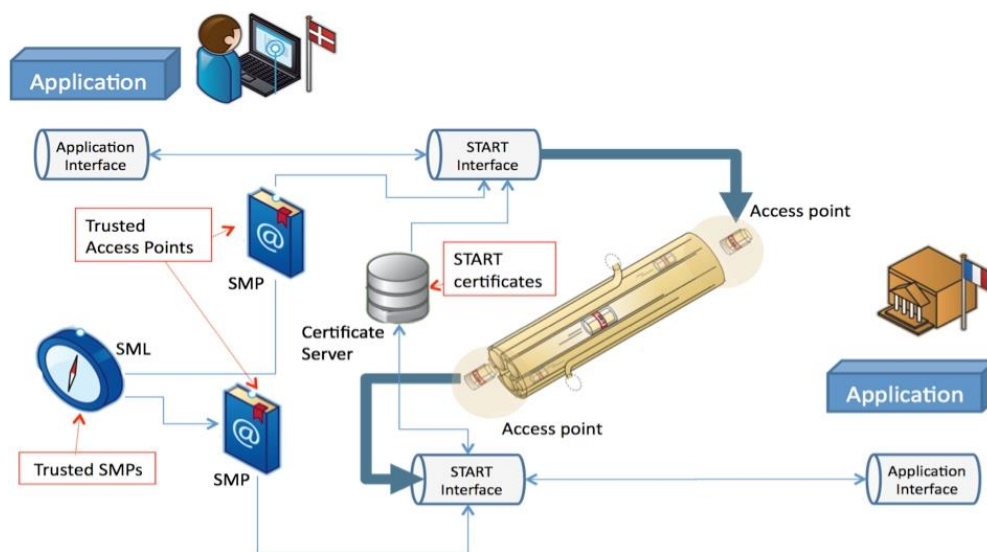 Application
Application
Interface
START
Interface
Access point
Trusted
Access Points
@
SMP
START
certificates
Certificate
Server
SML
Application
@
Access point
Trusted SMPs
SMP
START
Interface
Application
Interface